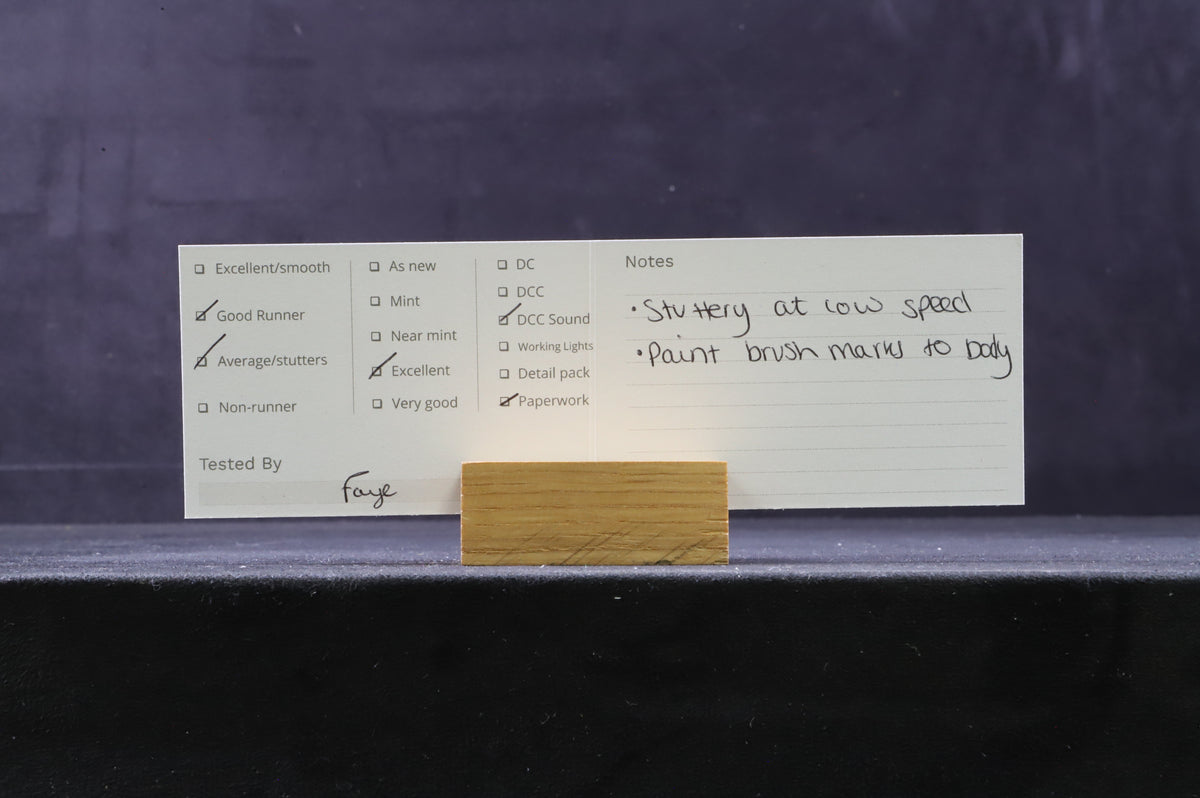 Excellent/smooth
Good Runner
Average/stutters
Non-runner
Tested By
Faye
As new
Mint
Near mint
Excellent
Very good
DC
DCC
DCC Sound
Working Lights
Detail pack
Paperwork
Notes
• Stuttery at low speed
• Paint brush marks to body